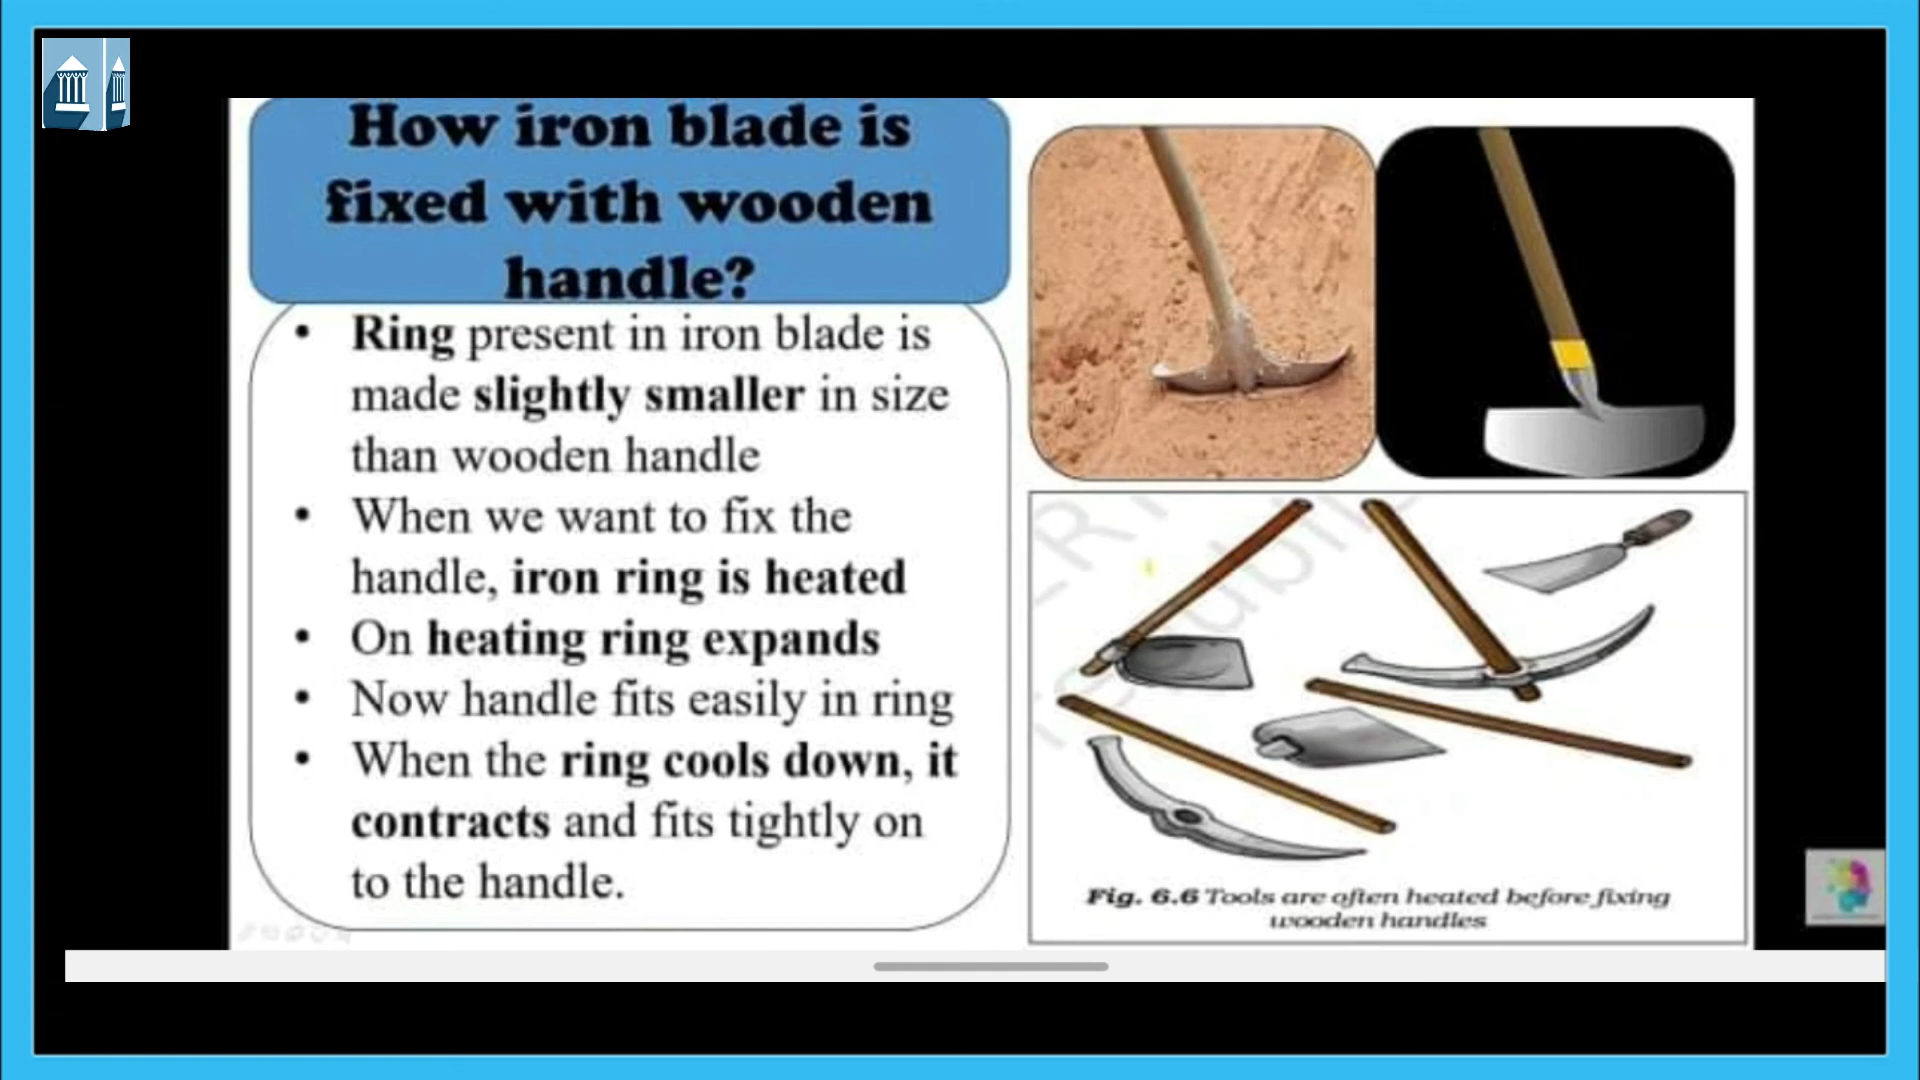 How iron blade is
fixed with wooden
handle?
• Ring present in iron blade is
made slightly smaller in size
than wooden handle
• When we want to fix the
handle, iron ring is heated
• On heating ring expands
• Now handle fits easily in ring
• When the ring cools down, it
contracts and fits tightly on
to the handle.
Fig. 6.6 Tools are often heated before fixing
wooden handles